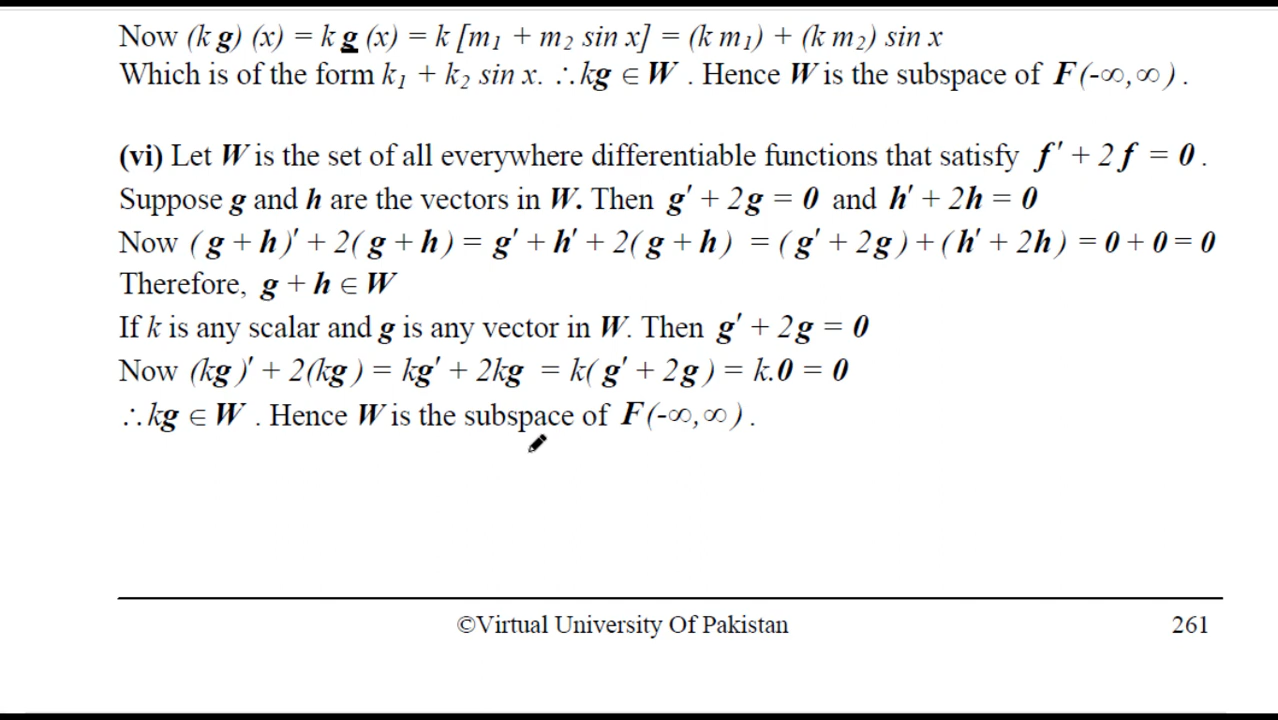 Now (k g) (x) = k g (x) = k [m₁ + m₂ sin x] = (k m₁) + (k m₂) sin x
Which is of the form k₁ + k₂ sin x. ∴ kg ∈ W . Hence W is the subspace of F (-∞,∞) .
(vi) Let W is the set of all everywhere differentiable functions that satisfy f′ + 2 f = 0 .
Suppose g and h are the vectors in W. Then g′ + 2g = 0 and h′ + 2h = 0
Now ( g + h )′ + 2( g + h ) = g′ + h′ + 2( g + h ) = ( g′ + 2g ) + ( h′ + 2h ) = 0 + 0 = 0
Therefore, g + h ∈ W
If k is any scalar and g is any vector in W. Then g′ + 2g = 0
Now (kg )′ + 2(kg ) = kg′ + 2kg = k( g′ + 2g ) = k.0 = 0
∴ kg ∈ W . Hence W is the subspace of F (-∞,∞) .
©Virtual University Of Pakistan 261